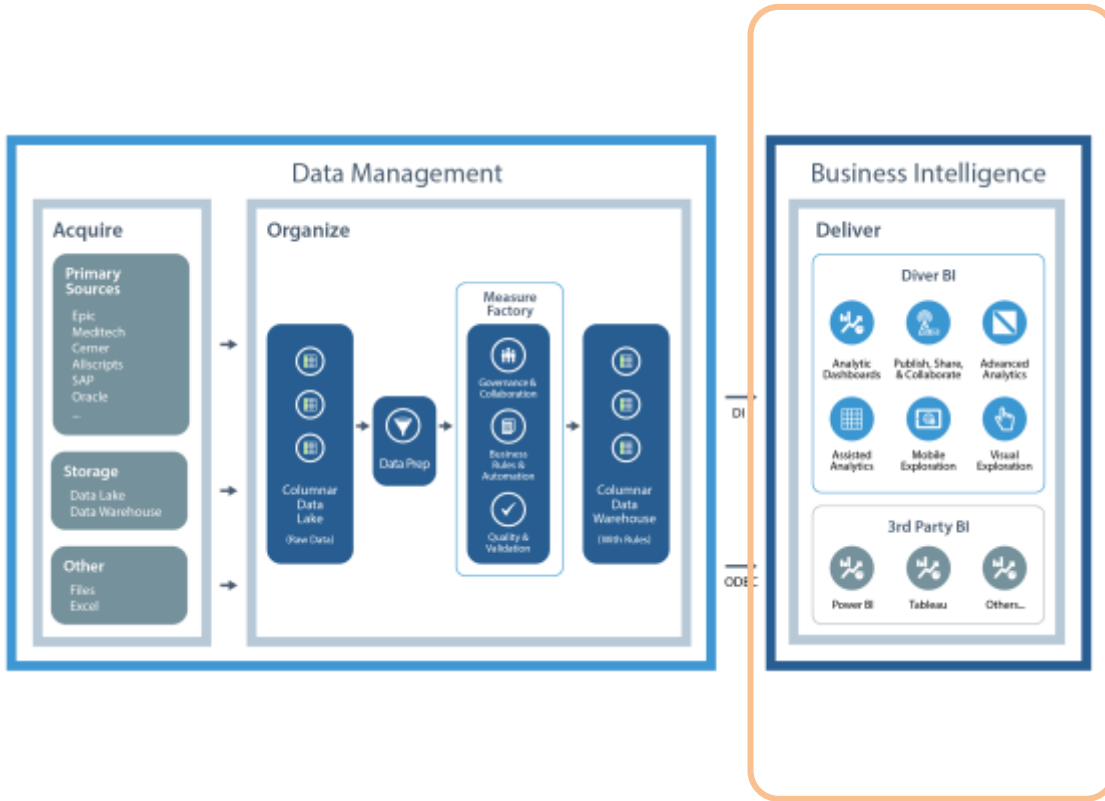 Data Management
Acquire
Primary
Sources
Epic
Meditech
Cerner
Allscripts
SAP
Oracle
...
Storage
Data Lake
Data Warehouse
Other
Files
Excel
Organize
Columnar
Data
Lake
(Raw Data)
Data Prep
Measure
Factory
Governance &
Collaboration
Business
Rules &
Automation
Quality &
Validation
Columnar
Data
Warehouse
(With Rules)
DI
ODBC
Business Intelligence
Deliver
Diver BI
Analytic
Dashboards
Publish, Share,
& Collaborate
Advanced
Analytics
Assisted
Analytics
Mobile
Exploration
Visual
Exploration
3rd Party BI
Power BI
Tableau
Others...